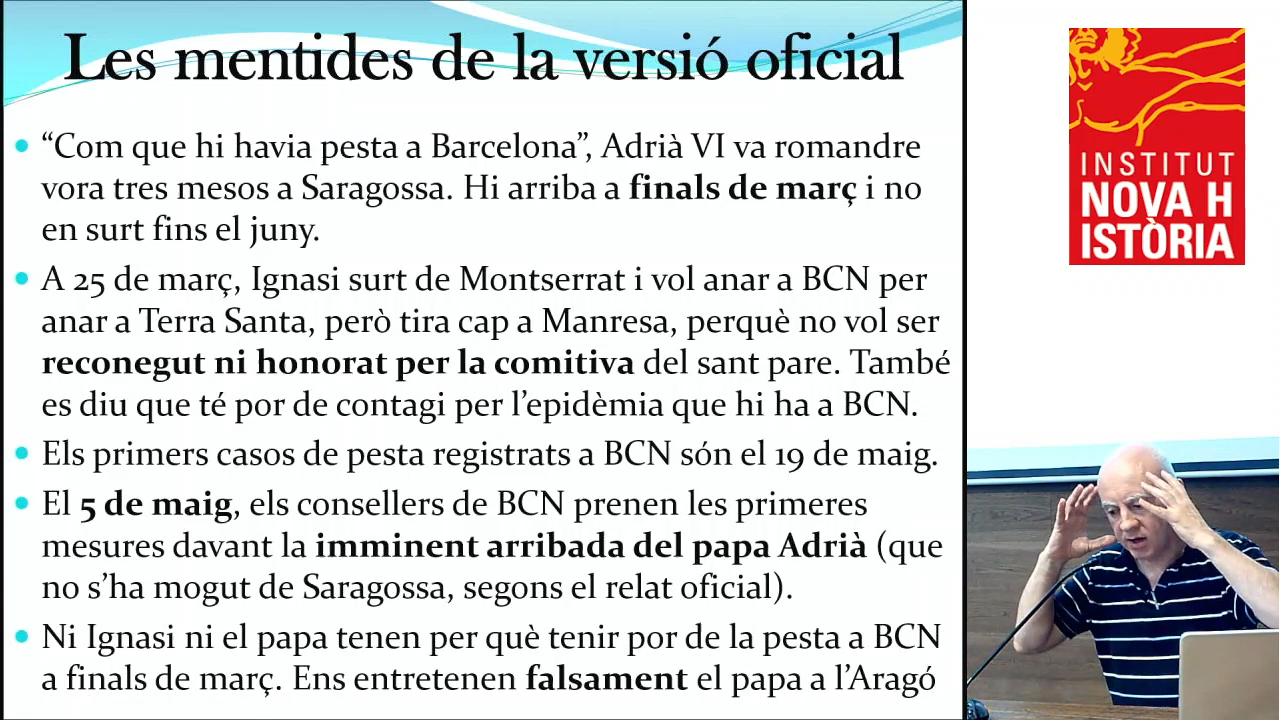 Les mentides de la versió oficial
• “Com que hi havia pesta a Barcelona”, Adrià VI va romandre
vora tres mesos a Saragossa. Hi arriba a finals de març i no
en surt fins el juny.
• A 25 de març, Ignasi surt de Montserrat i vol anar a BCN per
anar a Terra Santa, però tira cap a Manresa, perquè no vol ser
reconegut ni honorat per la comitiva del sant pare. També
es diu que té por de contagi per l’epidèmia que hi ha a BCN.
• Els primers casos de pesta registrats a BCN són el 19 de maig.
• El 5 de maig, els consellers de BCN prenen les primeres
mesures davant la imminent arribada del papa Adrià (que
no s’ha mogut de Saragossa, segons el relat oficial).
• Ni Ignasi ni el papa tenen per què tenir por de la pesta a BCN
a finals de març. Ens entretenen falsament el papa a l’Aragó
INSTITUT
NOVA H
ISTÒRIA